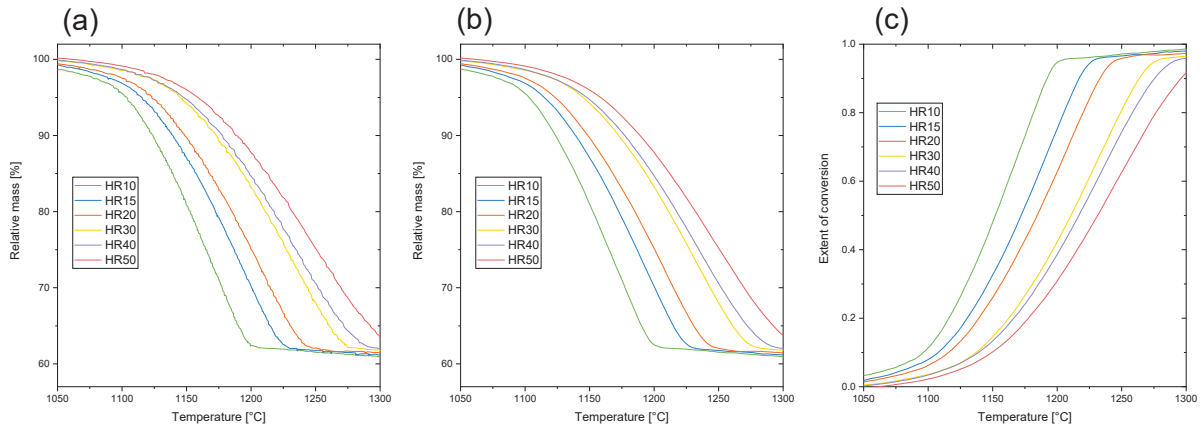 (a)
100
90
80
70
60
Relative mass [%]
HR10
HR15
HR20
HR30
HR40
HR50
1050 1100 1150 1200 1250 1300
Temperature [°C]
(b)
100
90
80
70
60
Relative mass [%]
HR10
HR15
HR20
HR30
HR40
HR50
1050 1100 1150 1200 1250 1300
Temperature [°C]
(c)
1.0
0.8
0.6
0.4
0.2
0.0
Extent of conversion
HR10
HR15
HR20
HR30
HR40
HR50
1050 1100 1150 1200 1250 1300
Temperature [°C]